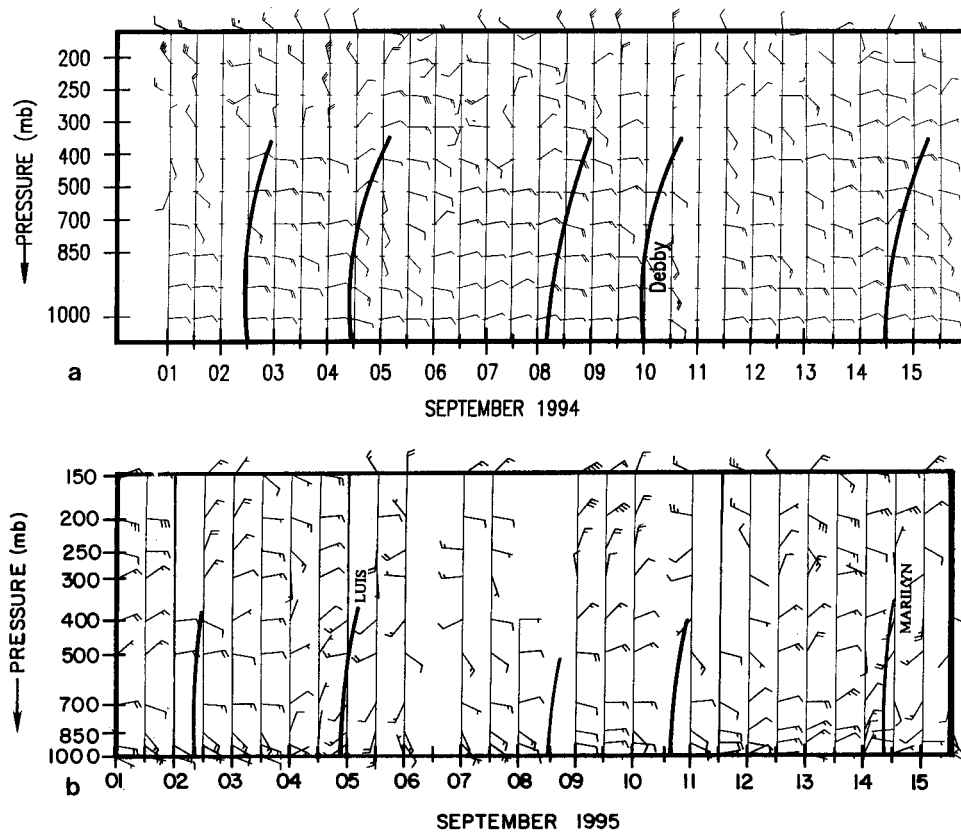 200
250
300
400
500
700
850
1000
PRESSURE (mb)
Debby
a
01 02 03 04 05 06 07 08 09 10 11 12 13 14 15
SEPTEMBER 1994
150
200
250
300
400
500
700
850
1000
PRESSURE (mb)
LUIS
MARILYN
01 02 03 04 05 06 07 08 09 10 11 12 13 14 15
b
SEPTEMBER 1995